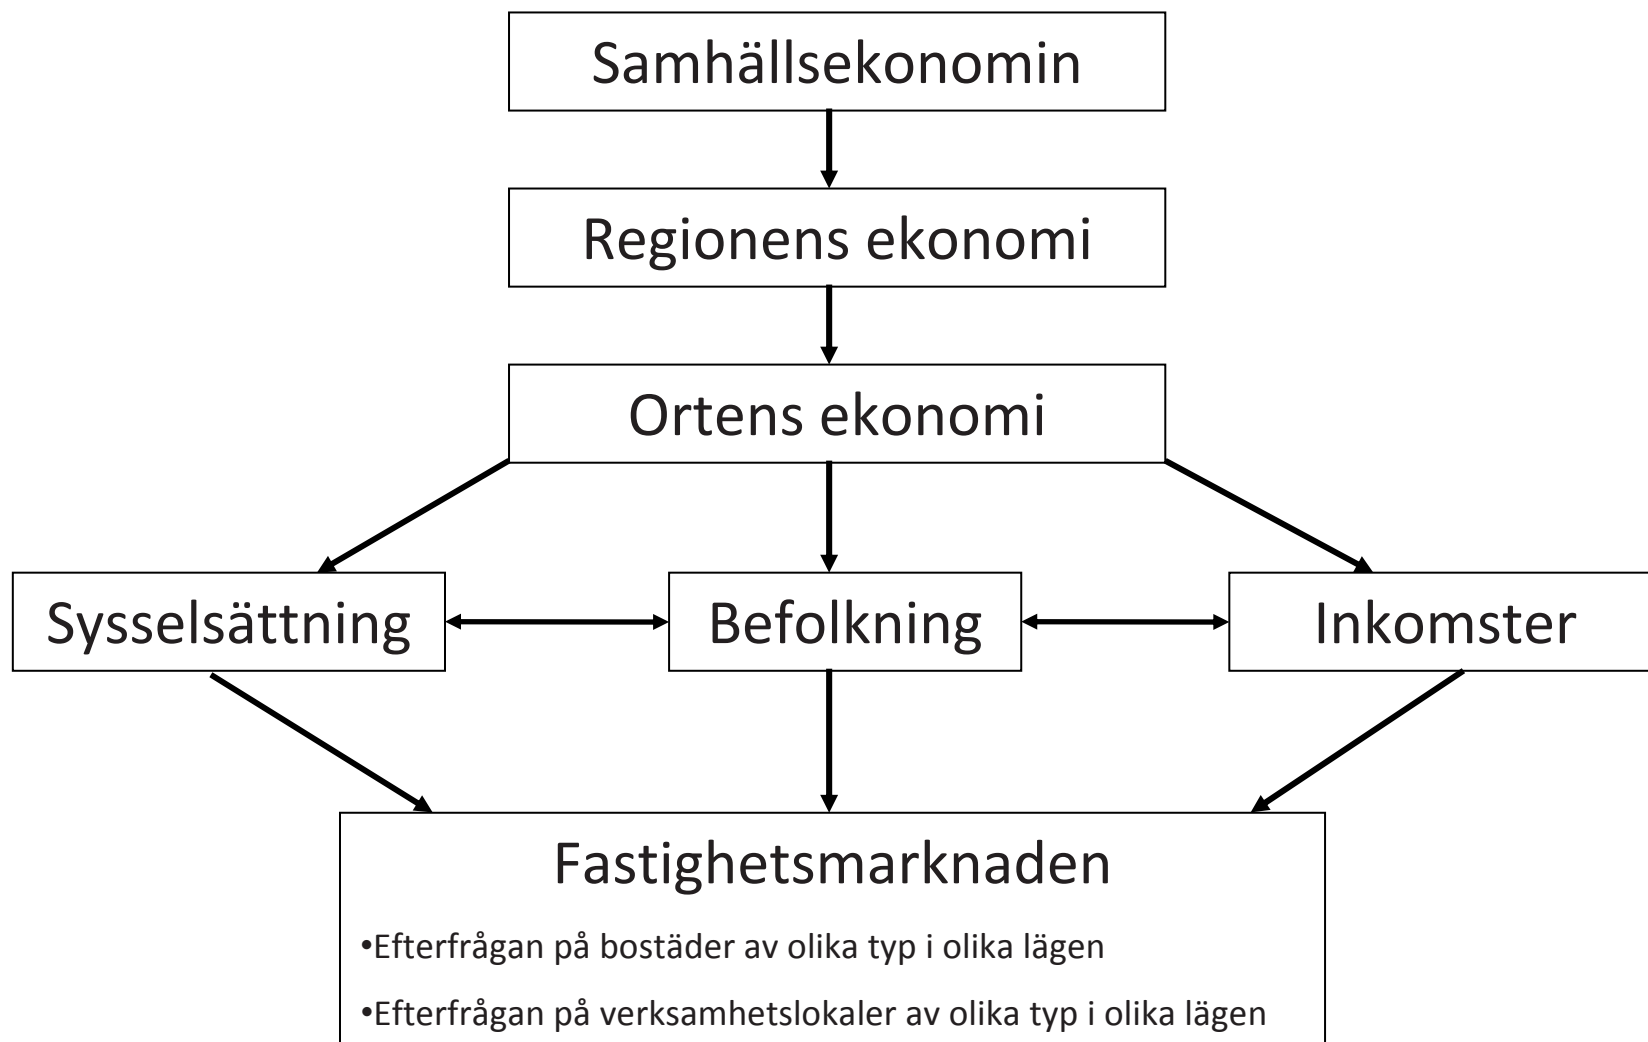 Samhällsekonomin
Regionens ekonomi
Ortens ekonomi
Sysselsättning
Befolkning
Inkomster
Fastighetsmarknaden
•Efterfrågan på bostäder av olika typ i olika lägen
•Efterfrågan på verksamhetslokaler av olika typ i olika lägen